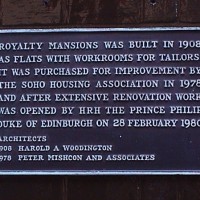 ROYALTY MANSIONS WAS BUILT IN 1908
AS FLATS WITH WORKROOMS FOR TAILORS
IT WAS PURCHASED FOR IMPROVEMENT BY
THE SOHO HOUSING ASSOCIATION IN 1978
AND AFTER EXTENSIVE RENOVATION WORK
WAS OPENED BY HRH THE PRINCE PHILIP
DUKE OF EDINBURGH ON 28 FEBRUARY 1980
ARCHITECTS
1908 HAROLD A WOODINGTON
1978 PETER MISHCON AND ASSOCIATES